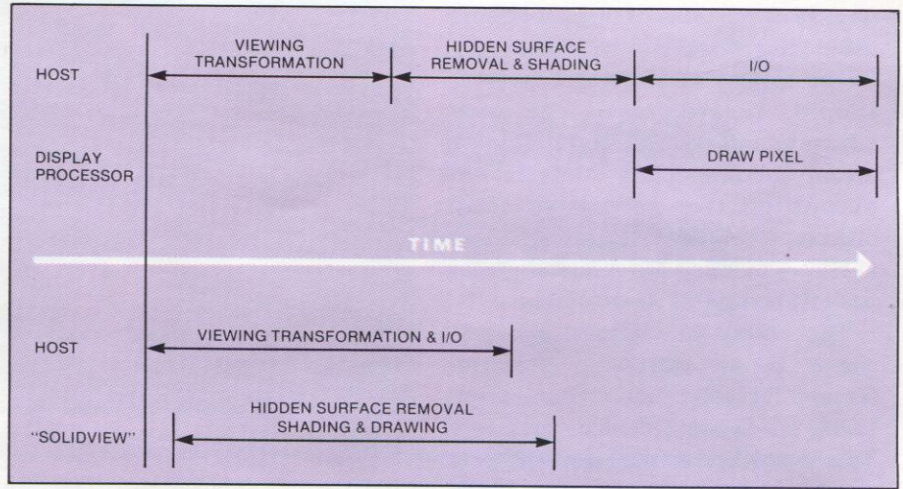 VIEWING
TRANSFORMATION
HIDDEN SURFACE
REMOVAL & SHADING
I/O
HOST
DISPLAY
PROCESSOR
DRAW PIXEL
TIME
HOST
VIEWING TRANSFORMATION & I/O
"SOLIDVIEW"
HIDDEN SURFACE REMOVAL
SHADING & DRAWING